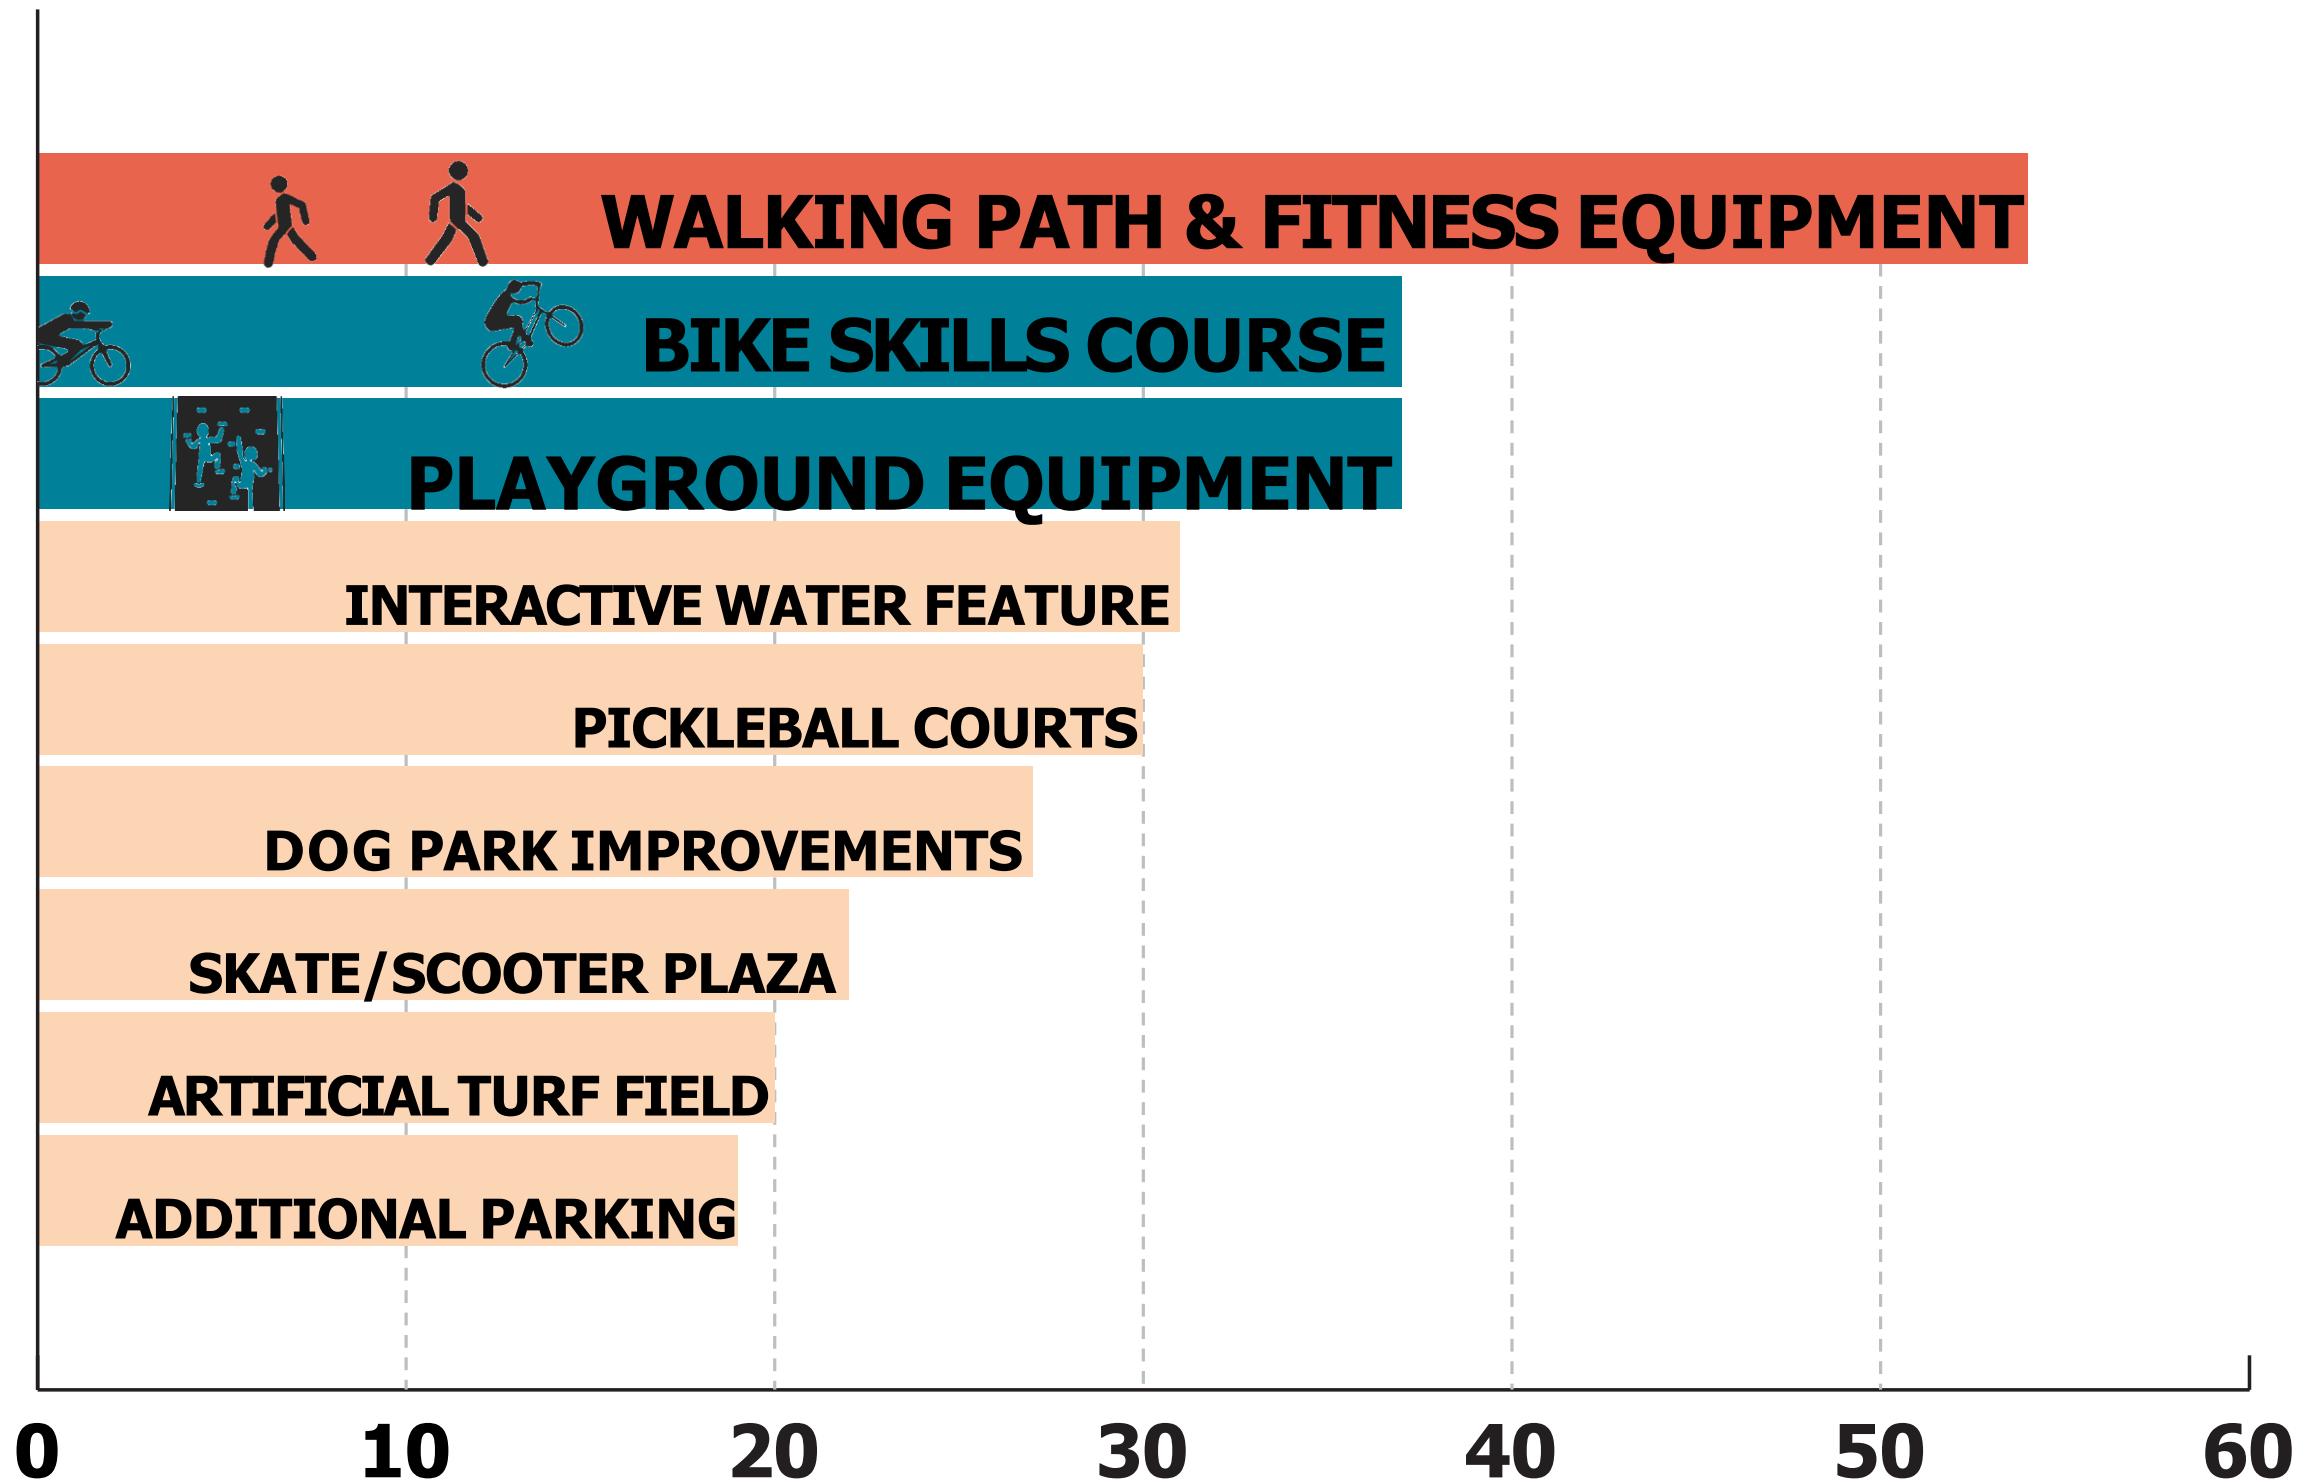 WALKING PATH & FITNESS EQUIPMENT
BIKE SKILLS COURSE
PLAYGROUND EQUIPMENT
INTERACTIVE WATER FEATURE
PICKLEBALL COURTS
DOG PARK IMPROVEMENTS
SKATE/SCOOTER PLAZA
ARTIFICIAL TURF FIELD
ADDITIONAL PARKING
0 10 20 30 40 50 60